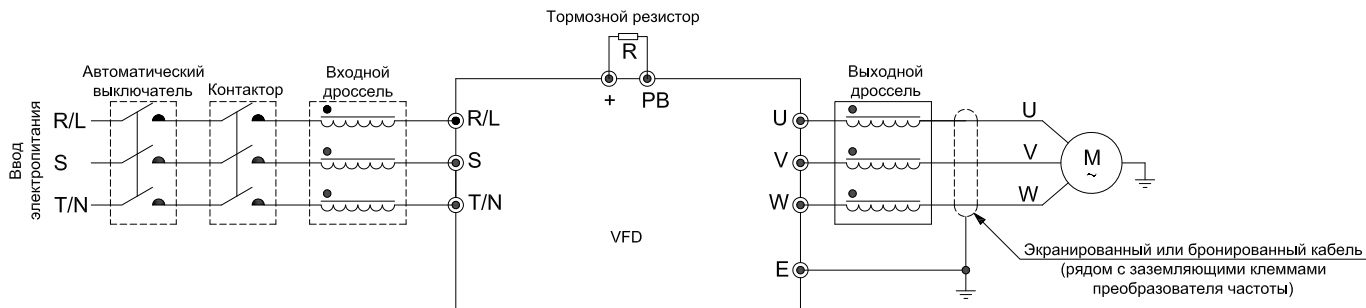 Тормозной резистор
R
+
PB
Ввод
электропитания
Автоматический
выключатель
Контактор
Входной
дроссель
R/L
S
T/N
R/L
S
T/N
VFD
U
V
W
E
Выходной
дроссель
U
V
W
M
~
Экранированный или бронированный кабель
(рядом с заземляющими клеммами
преобразователя частоты)